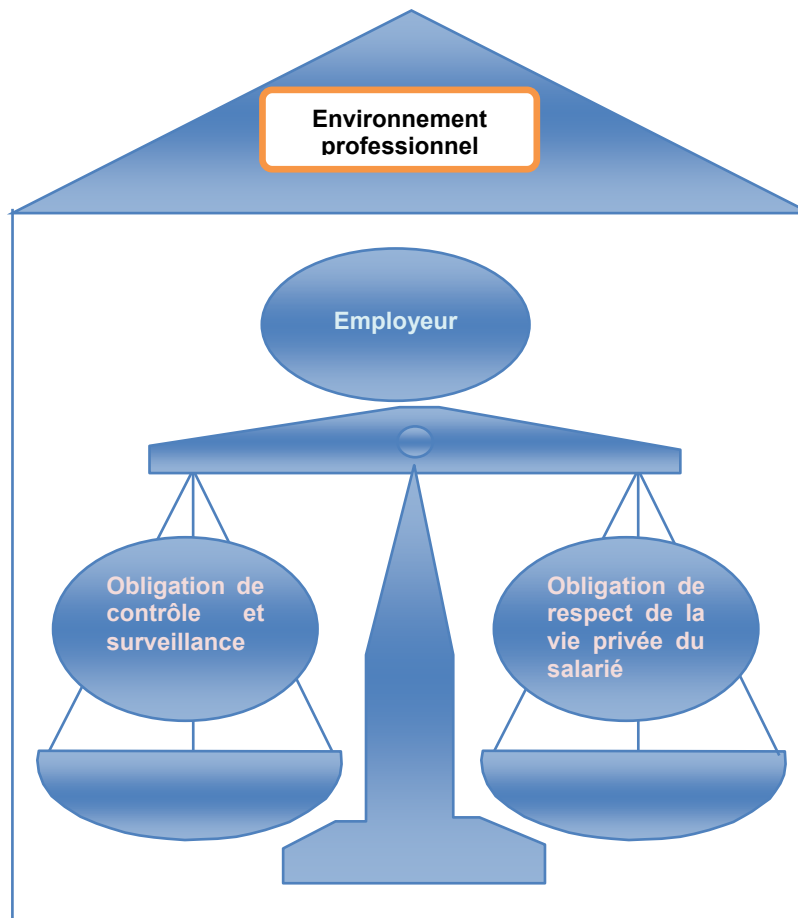 Environnement
professionnel
Employeur
Obligation de
contrôle et
surveillance
Obligation de
respect de la
vie privée du
salarié